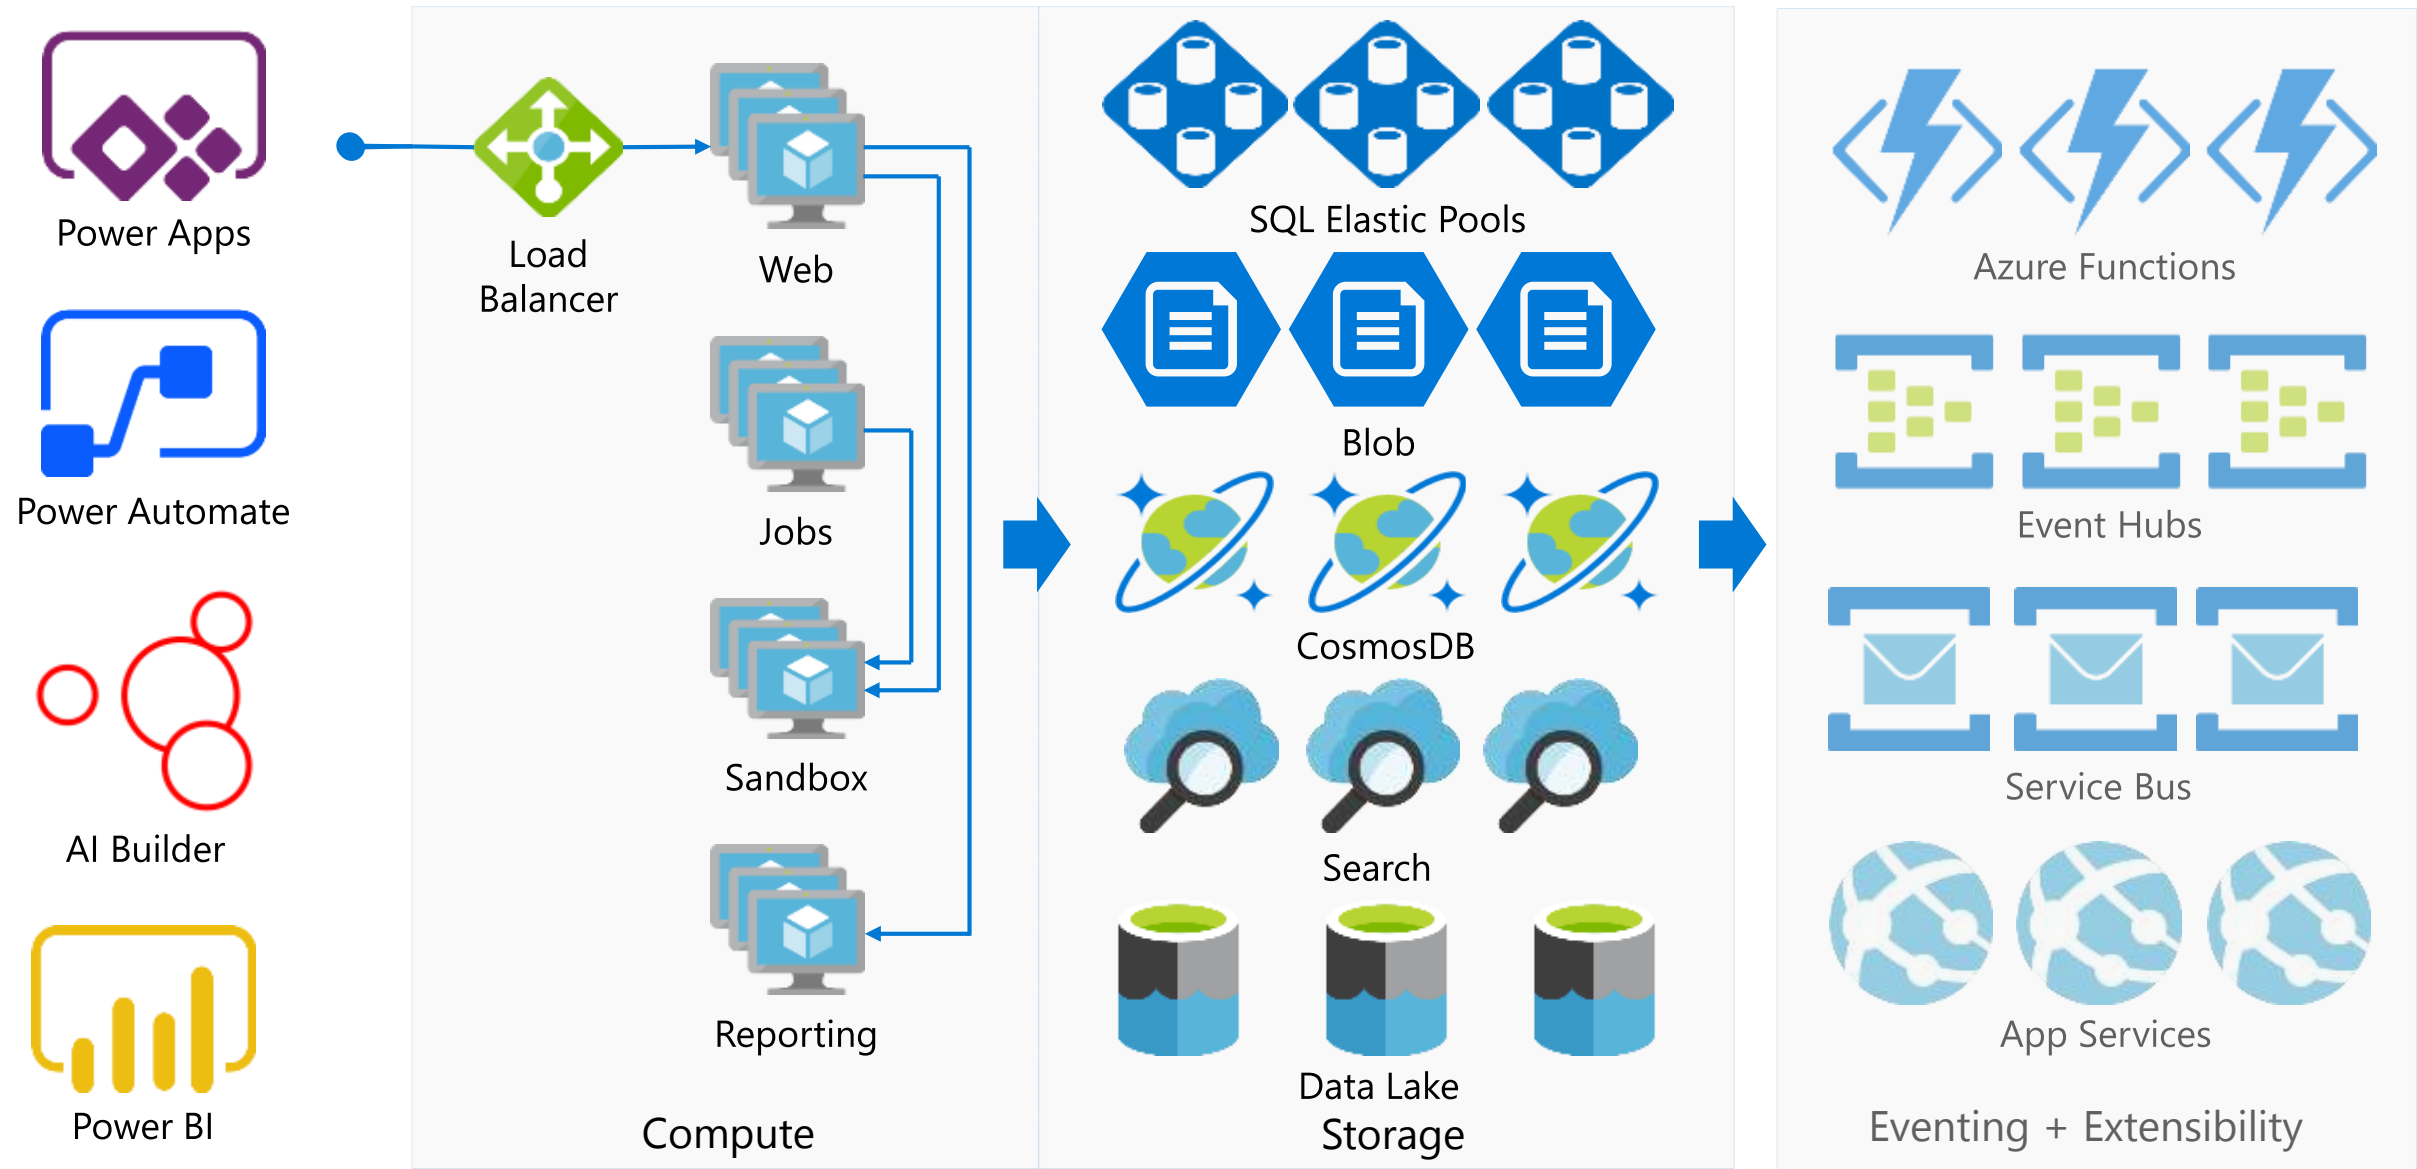 Power Apps
Power Automate
AI Builder
Power BI
Load
Balancer
Web
Jobs
Sandbox
Reporting
Compute
SQL Elastic Pools
Blob
CosmosDB
Search
Data Lake
Storage
Azure Functions
Event Hubs
Service Bus
App Services
Eventing + Extensibility